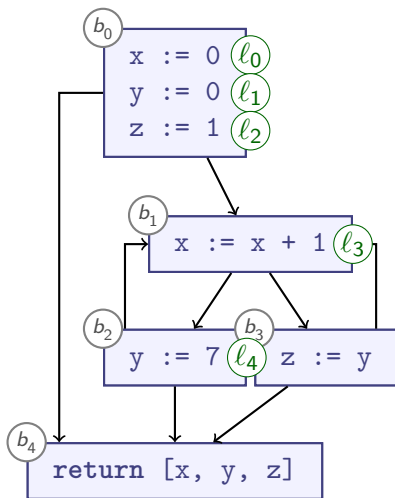 b₀
x := 0 ℓ₀
y := 0 ℓ₁
z := 1 ℓ₂
b₁
x := x + 1 ℓ₃
b₂
y := 7 ℓ₄
b₃
z := y
b₄
return [x, y, z]